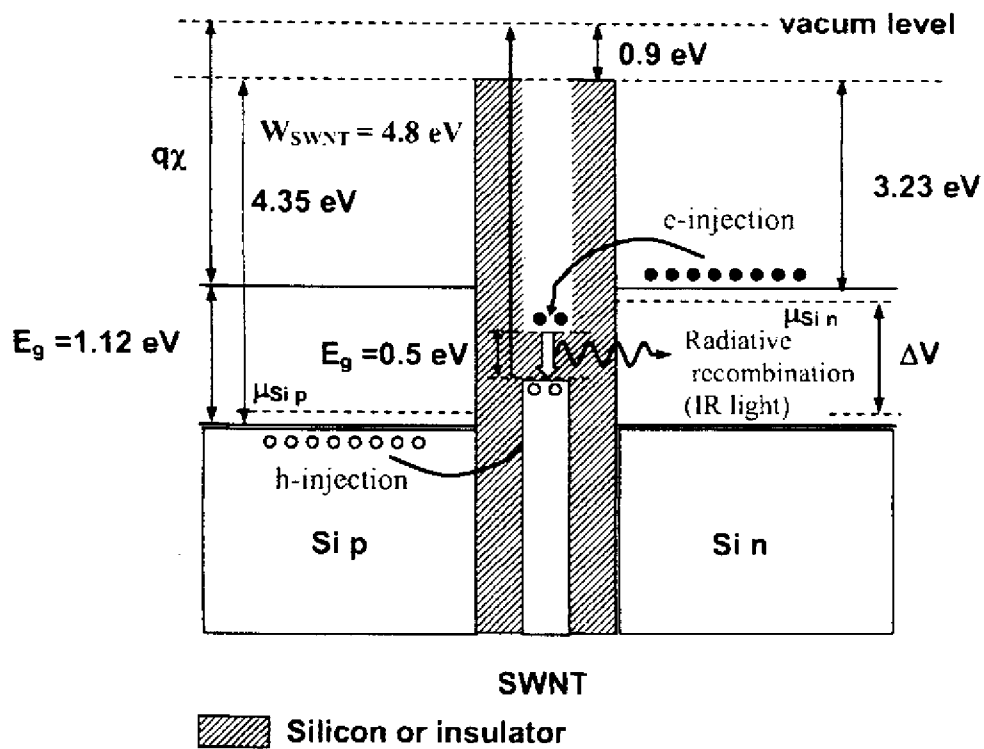 vacum level
0.9 eV
W_SWNT = 4.8 eV
qχ
4.35 eV
3.23 eV
e-injection
μ_Si n
E_g =1.12 eV
E_g =0.5 eV
ΔV
Radiative
recombination
(IR light)
μ_Si p
h-injection
Si p
Si n
SWNT
Silicon or insulator